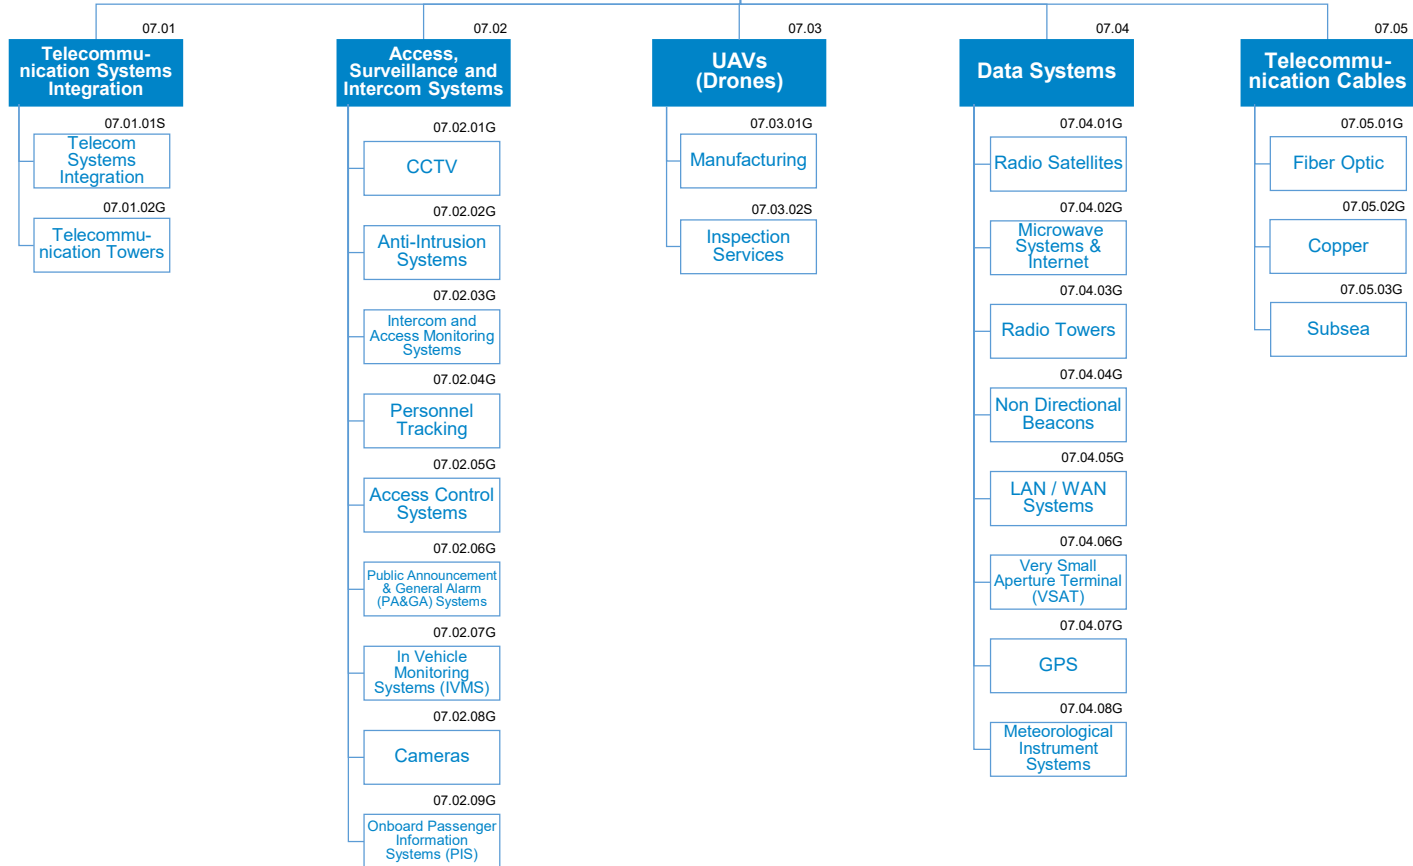 07.01
Telecommu-
nication Systems
Integration
07.01.01S
Telecom
Systems
Integration
07.01.02G
Telecommu-
nication Towers
07.02
Access,
Surveillance and
Intercom Systems
07.02.01G
CCTV
07.02.02G
Anti-Intrusion
Systems
07.02.03G
Intercom and
Access Monitoring
Systems
07.02.04G
Personnel
Tracking
07.02.05G
Access Control
Systems
07.02.06G
Public Announcement
& General Alarm
(PA&GA) Systems
07.02.07G
In Vehicle
Monitoring
Systems (IVMS)
07.02.08G
Cameras
07.02.09G
Onboard Passenger
Information
Systems (PIS)
07.03
UAVs
(Drones)
07.03.01G
Manufacturing
07.03.02S
Inspection
Services
07.04
Data Systems
07.04.01G
Radio Satellites
07.04.02G
Microwave
Systems &
Internet
07.04.03G
Radio Towers
07.04.04G
Non Directional
Beacons
07.04.05G
LAN / WAN
Systems
07.04.06G
Very Small
Aperture Terminal
(VSAT)
07.04.07G
GPS
07.04.08G
Meteorological
Instrument
Systems
07.05
Telecommu-
nication Cables
07.05.01G
Fiber Optic
07.05.02G
Copper
07.05.03G
Subsea